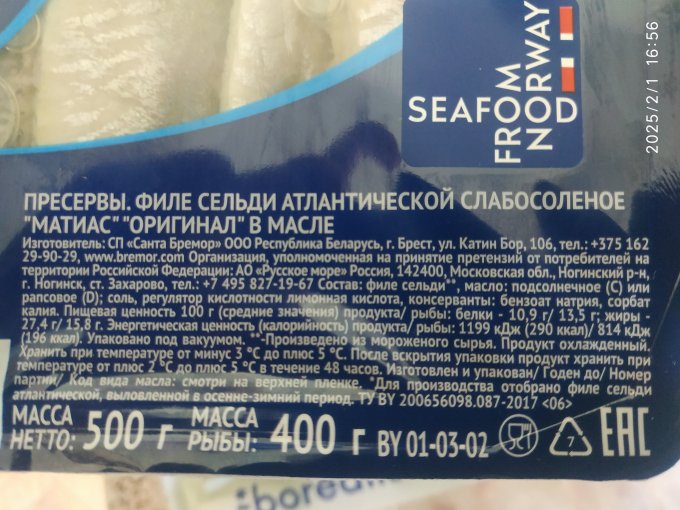 SEAFOOD
FROM
NORWAY
2025/2/1 16:56
ПРЕСЕРВЫ. ФИЛЕ СЕЛЬДИ АТЛАНТИЧЕСКОЙ СЛАБОСОЛЕНОЕ
"МАТИАС" "ОРИГИНАЛ" В МАСЛЕ
Изготовитель: СП «Санта Бремор» ООО Республика Беларусь, г. Брест, ул. Катин Бор, 106, тел.: +375 162
29-90-29, www.bremor.com Организация, уполномоченная на принятие претензий от потребителей на
территории Российской Федерации: АО «Русское море» Россия, 142400, Московская обл., Ногинский р-н,
г. Ногинск, ст. Захарово, тел.: +7 495 827-19-67 Состав: филе сельди**, масло: подсолнечное (С) или
рапсовое (D); соль, регулятор кислотности лимонная кислота, консерванты: бензоат натрия, сорбат
калия. Пищевая ценность 100 г (средние значения) продукта/ рыбы: белки - 10,9 г/ 13,5 г; жиры -
27,4 г/ 15,8 г. Энергетическая ценность (калорийность) продукта/ рыбы: 1199 кДж (290 ккал)/ 814 кДж
(196 ккал). Упаковано под вакуумом. **-Произведено из мороженого сырья. Продукт охлажденный.
Хранить при температуре от минус 3 °С до плюс 5 °С. После вскрытия упаковки продукт хранить при
температуре от плюс 2 °С до плюс 5 °С в течение 48 часов. Изготовлен и упакован/ Годен до/ Номер
партии/ Код вида масла: смотри на верхней пленке. *Для производства отобрано филе сельди
атлантической, выловленной в осенне-зимний период. ТУ BY 200656098.087-2017 <06>
МАССА НЕТТО: 500 г МАССА РЫБЫ: 400 г BY 01-03-02 7 EAC
borealis